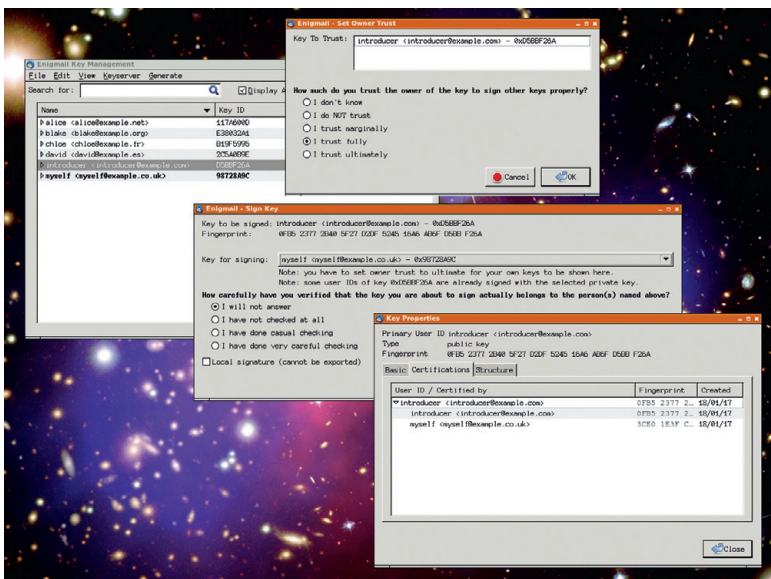 Enigmail - Set Owner Trust
Key To Trust:
introducer <introducer@example.com> - 0xD5BBF26A
How much do you trust the owner of the key to sign other keys properly?
I don't know
I do NOT trust
I trust marginally
I trust fully
I trust ultimately
Cancel
OK
Enigmail Key Management
File Edit View Keyserver Generate
Search for:
Display A
Name Key ID
alice <alice@example.net> 117A600D
blake <blake@example.org> E38032A1
chloe <chloe@example.fr> B19F5995
david <david@example.es> 2C5A0B9E
introducer <introducer@example.com> D5BBF26A
myself <myself@example.co.uk> 98728A9C
Enigmail - Sign Key
Key to be signed: introducer <introducer@example.com> - 0xD5BBF26A
Fingerprint: 0FB5 2377 2B40 5F27 D2DF 5245 16A6 AB6F D5BB F26A
Key for signing: myself <myself@example.co.uk> - 0x98728A9C
Note: you have to set owner trust to ultimate for your own keys to be shown here.
Note: some user IDs of key 0xD5BBF26A are already signed with the selected private key.
How carefully have you verified that the key you are about to sign actually belongs to the person(s) named above?
I will not answer
I have not checked at all
I have done casual checking
I have done very careful checking
Local signature (cannot be exported)
Key Properties
Primary User ID introducer <introducer@example.com>
Type public key
Fingerprint 0FB5 2377 2B40 5F27 D2DF 5245 16A6 AB6F D5BB F26A
Basic Certifications Structure
User ID / Certified by Fingerprint Created
introducer <introducer@example.com> 0FB5 2377 2… 18/01/17
introducer <introducer@example.com> 0FB5 2377 2… 18/01/17
myself <myself@example.co.uk> 3CE0 1E3F C… 18/01/17
Close